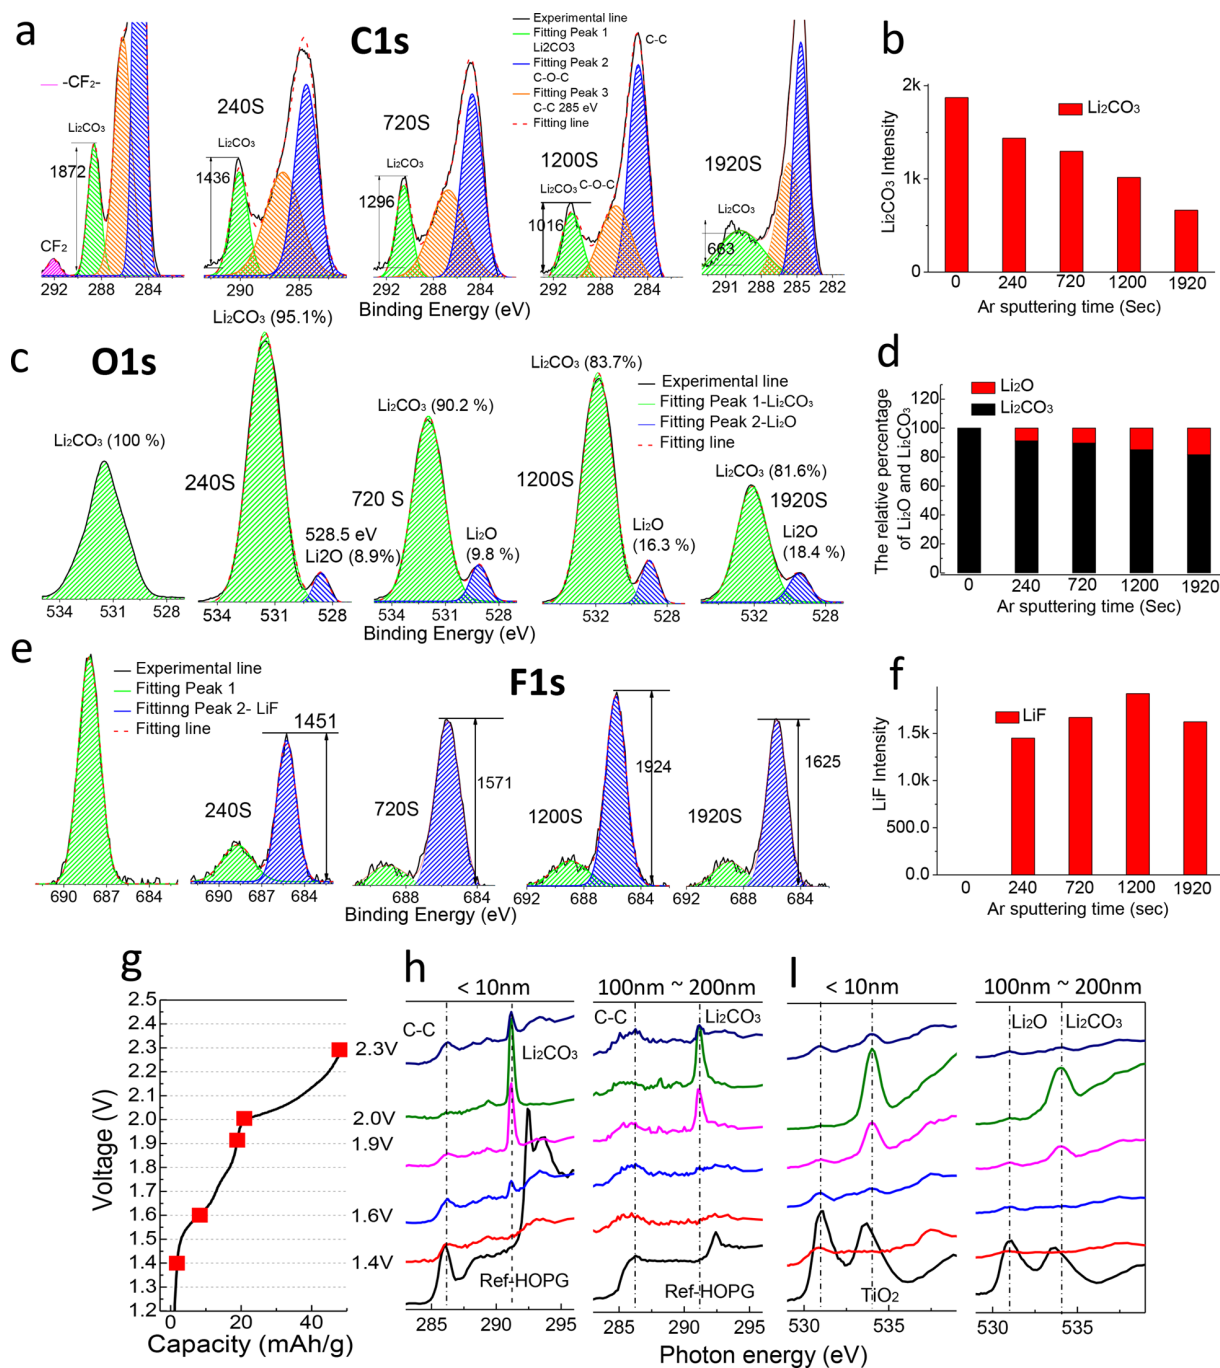 a
C1s
-CF₂-
Li₂CO₃
1872
CF₂
292 288 284
240S
Li₂CO₃
1436
290 285
720S
Li₂CO₃
1296
292 288 284
Experimental line
Fitting Peak 1
Li2CO3
Fitting Peak 2
C-O-C
Fitting Peak 3
C-C 285 eV
Fitting line
C-C
1200S
Li₂CO₃ C-O-C
1016
292 288 284
1920S
Li₂CO₃
663
291 288 285 282
Binding Energy (eV)
b
2k
1k
0
Li₂CO₃ Intensity
Li₂CO₃
0 240 720 1200 1920
Ar sputtering time (Sec)
c
O1s
Li₂CO₃ (100 %)
534 531 528
Li₂CO₃ (95.1%)
240S
528.5 eV
Li2O (8.9%)
534 531 528
Li₂CO₃ (90.2 %)
720 S
Li₂O
(9.8 %)
534 531 528
Li₂CO₃ (83.7%)
1200S
Li₂O
(16.3 %)
532 528
Experimental line
Fitting Peak 1-Li₂CO₃
Fitting Peak 2-Li₂O
Fitting line
Li₂CO₃ (81.6%)
1920S
Li2O
(18.4 %)
532 528
Binding Energy (eV)
d
Li₂O
Li₂CO₃
120
100
80
60
40
20
0
The relative percentage
of Li₂O and Li₂CO₃
0 240 720 1200 1920
Ar sputtering time (Sec)
e
F1s
Experimental line
Fitting Peak 1
Fittinng Peak 2- LiF
Fitting line
690 687 684
1451
240S
690 687 684
720S
1571
688 684
1200S
1924
692 688 684
1920S
1625
692 688 684
Binding Energy (eV)
f
LiF
1.5k
1.0k
500.0
0.0
LiF Intensity
0 240 720 1200 1920
Ar sputtering time (sec)
g
2.5
2.4
2.3
2.2
2.1
2.0
1.9
1.8
1.7
1.6
1.5
1.4
1.3
1.2
Voltage (V)
0 20 40
Capacity (mAh/g)
2.3V
2.0V
1.9V
1.6V
1.4V
h
< 10nm
C-C
Li₂CO₃
Ref-HOPG
285 290 295
100nm ~ 200nm
C-C
Li₂CO₃
Ref-HOPG
285 290 295
I
< 10nm
TiO₂
530 535
100nm ~ 200nm
Li₂O
Li₂CO₃
530 535
Photon energy (eV)